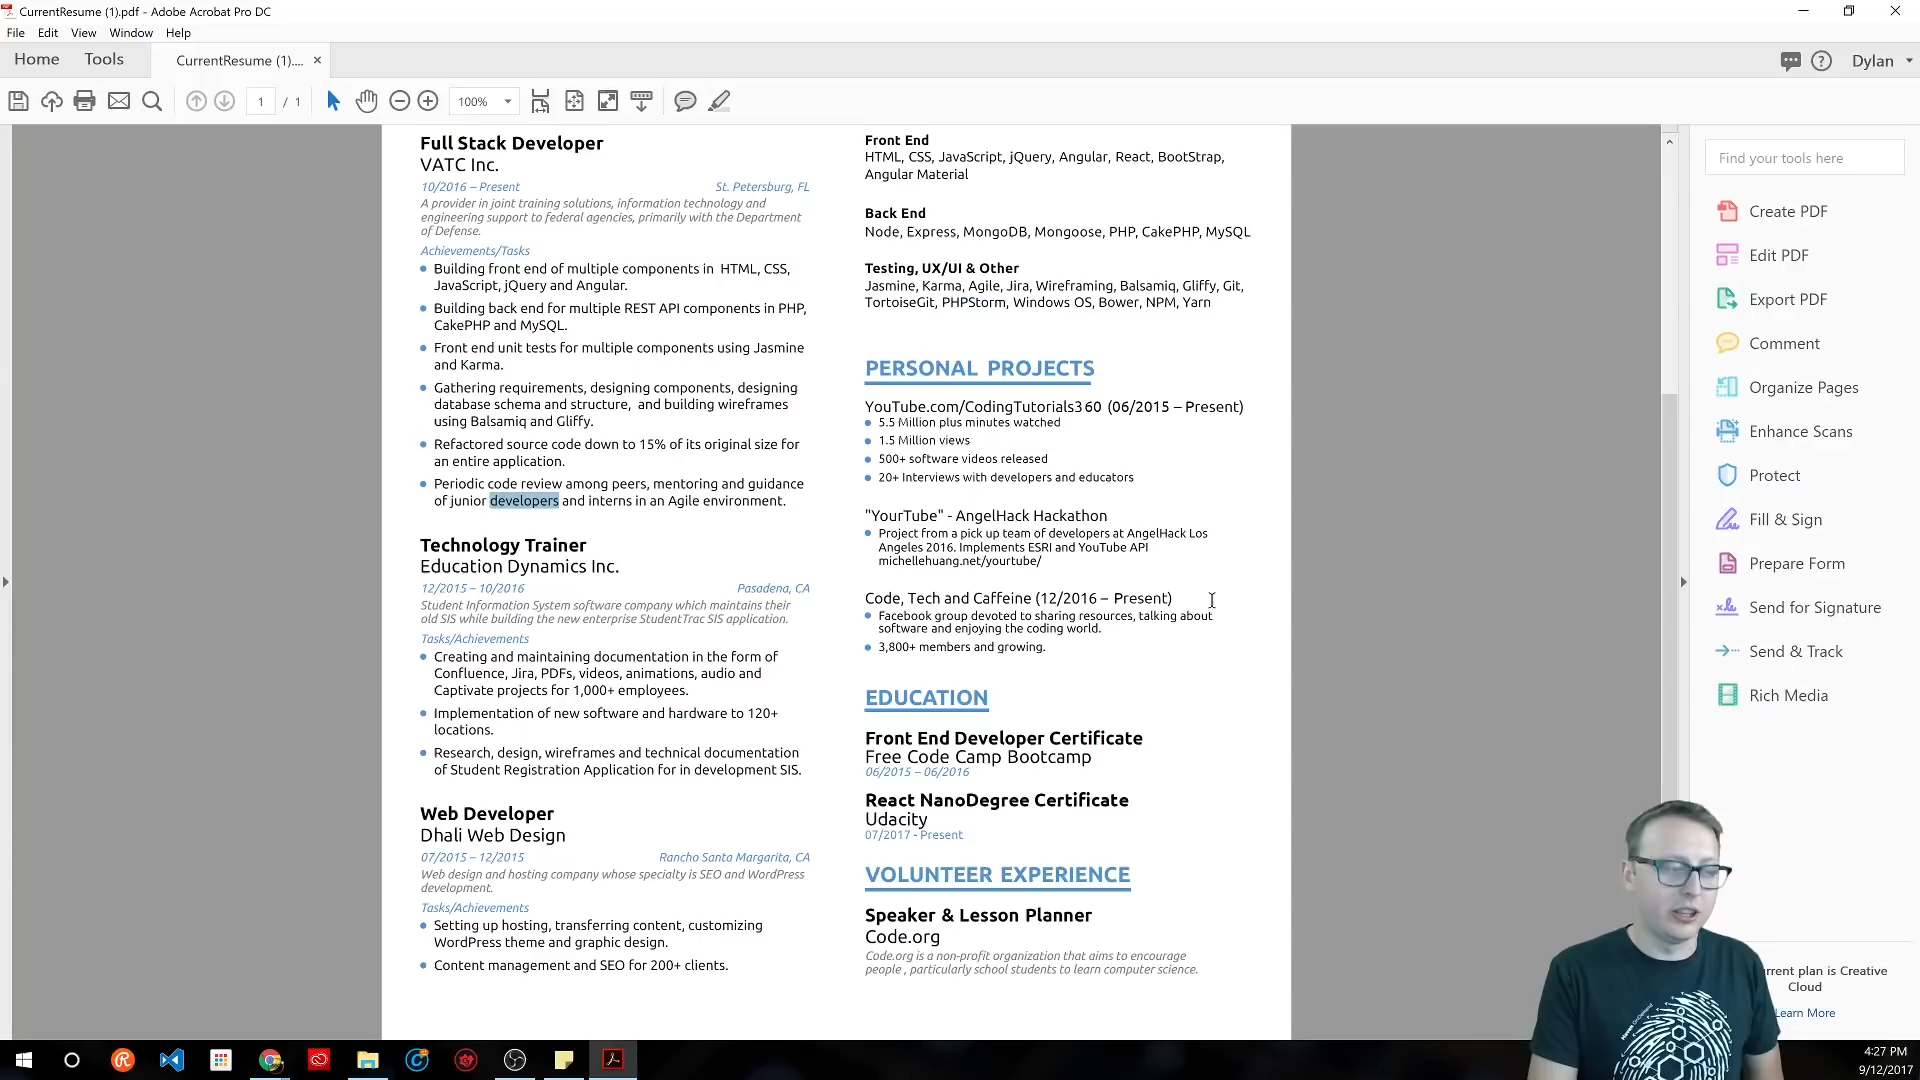 CurrentResume (1).pdf - Adobe Acrobat Pro DC
File Edit View Window Help
Home Tools CurrentResume (1).... × Dylan
1 / 1 100%
Full Stack Developer
VATC Inc.
10/2016 – Present St. Petersburg, FL
A provider in joint training solutions, information technology and
engineering support to federal agencies, primarily with the Department
of Defense.
Achievements/Tasks
Building front end of multiple components in HTML, CSS,
JavaScript, jQuery and Angular.
Building back end for multiple REST API components in PHP,
CakePHP and MySQL.
Front end unit tests for multiple components using Jasmine
and Karma.
Gathering requirements, designing components, designing
database schema and structure, and building wireframes
using Balsamiq and Gliffy.
Refactored source code down to 15% of its original size for
an entire application.
Periodic code review among peers, mentoring and guidance
of junior developers and interns in an Agile environment.
Technology Trainer
Education Dynamics Inc.
12/2015 – 10/2016 Pasadena, CA
Student Information System software company which maintains their
old SIS while building the new enterprise StudentTrac SIS application.
Tasks/Achievements
Creating and maintaining documentation in the form of
Confluence, Jira, PDFs, videos, animations, audio and
Captivate projects for 1,000+ employees.
Implementation of new software and hardware to 120+
locations.
Research, design, wireframes and technical documentation
of Student Registration Application for in development SIS.
Web Developer
Dhali Web Design
07/2015 – 12/2015 Rancho Santa Margarita, CA
Web design and hosting company whose specialty is SEO and WordPress
development.
Tasks/Achievements
Setting up hosting, transferring content, customizing
WordPress theme and graphic design.
Content management and SEO for 200+ clients.
Front End
HTML, CSS, JavaScript, jQuery, Angular, React, BootStrap,
Angular Material
Back End
Node, Express, MongoDB, Mongoose, PHP, CakePHP, MySQL
Testing, UX/UI & Other
Jasmine, Karma, Agile, Jira, Wireframing, Balsamiq, Gliffy, Git,
TortoiseGit, PHPStorm, Windows OS, Bower, NPM, Yarn
PERSONAL PROJECTS
YouTube.com/CodingTutorials360 (06/2015 – Present)
5.5 Million plus minutes watched
1.5 Million views
500+ software videos released
20+ Interviews with developers and educators
"YourTube" - AngelHack Hackathon
Project from a pick up team of developers at AngelHack Los
Angeles 2016. Implements ESRI and YouTube API
michellehuang.net/yourtube/
Code, Tech and Caffeine (12/2016 – Present)
Facebook group devoted to sharing resources, talking about
software and enjoying the coding world.
3,800+ members and growing.
EDUCATION
Front End Developer Certificate
Free Code Camp Bootcamp
06/2015 – 06/2016
React NanoDegree Certificate
Udacity
07/2017 - Present
VOLUNTEER EXPERIENCE
Speaker & Lesson Planner
Code.org
Code.org is a non-profit organization that aims to encourage
people , particularly school students to learn computer science.
Find your tools here
Create PDF
Edit PDF
Export PDF
Comment
Organize Pages
Enhance Scans
Protect
Fill & Sign
Prepare Form
Send for Signature
Send & Track
Rich Media
rrent plan is Creative
Cloud
Learn More
4:27 PM
9/12/2017